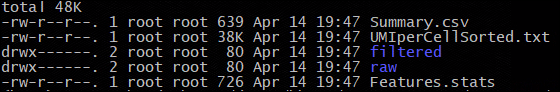 total 48K
-rw-r--r--. 1 root root 639 Apr 14 19:47 Summary.csv
-rw-r--r--. 1 root root 38K Apr 14 19:47 UMIperCellSorted.txt
drwx------. 2 root root  80 Apr 14 19:47 filtered
drwx------. 2 root root  80 Apr 14 19:47 raw
-rw-r--r--. 1 root root 726 Apr 14 19:47 Features.stats